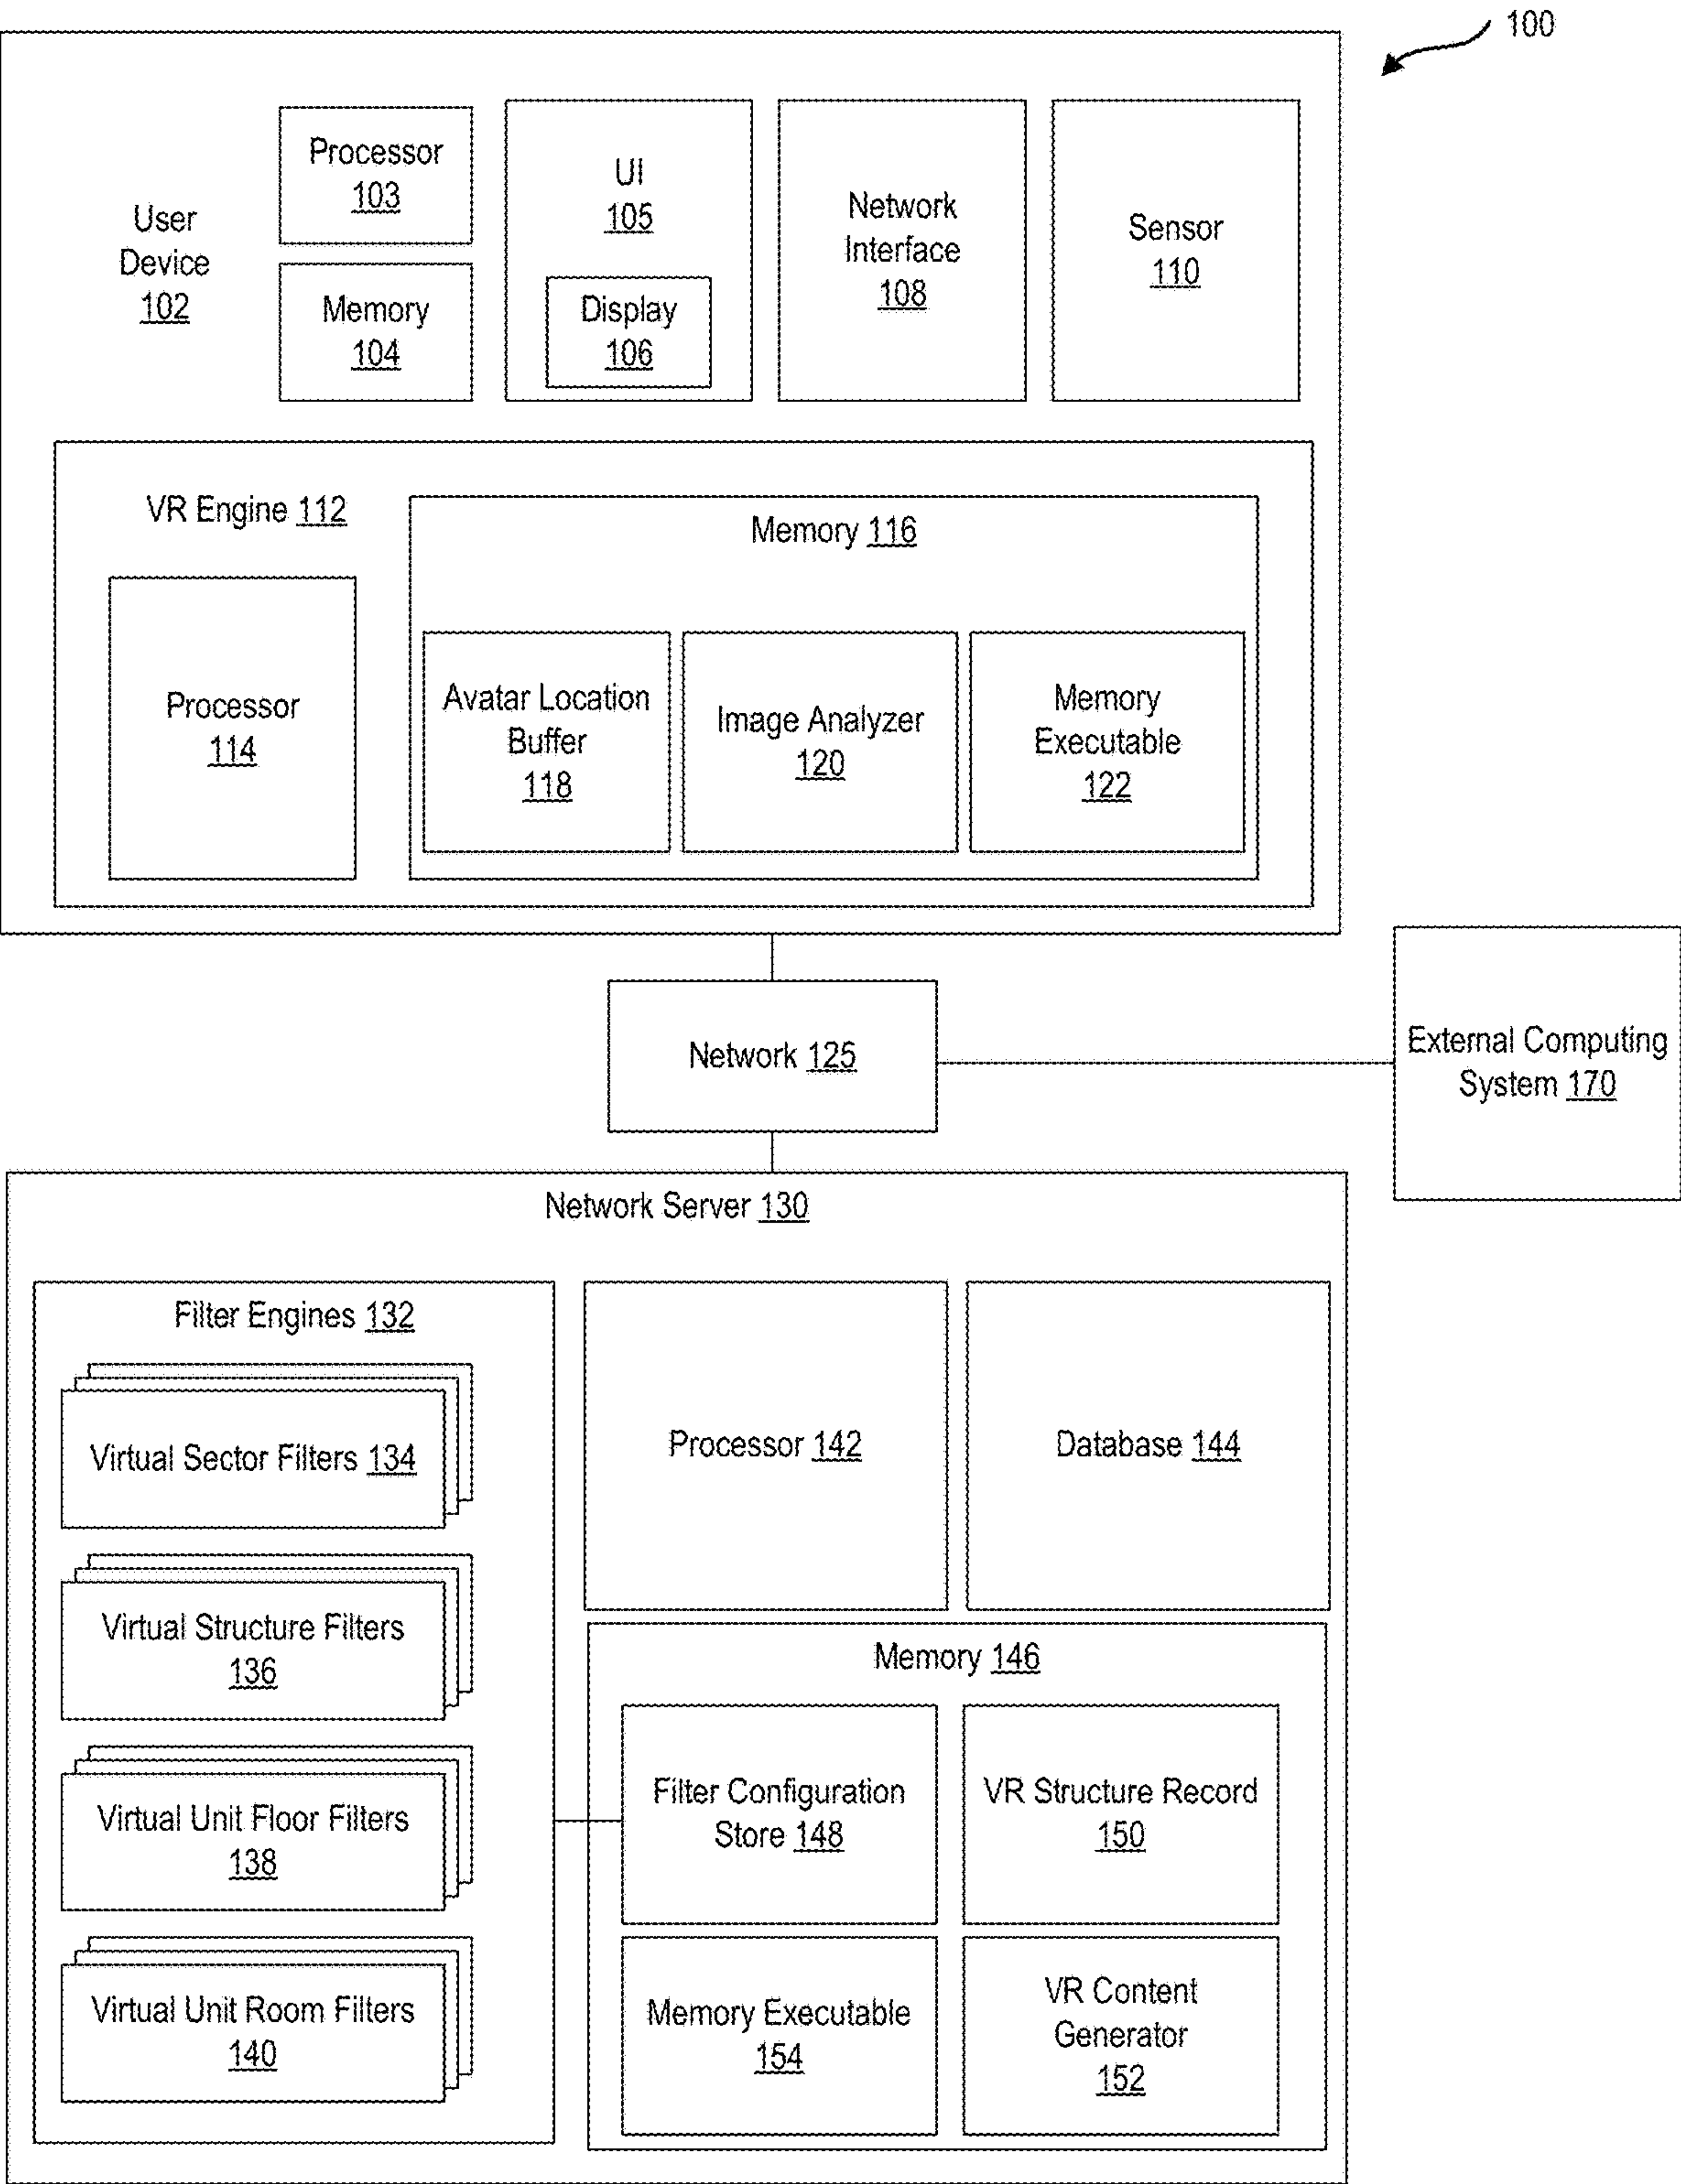 100
User
Device
102
Processor
103
Memory
104
UI
105
Display
106
Network
Interface
108
Sensor
110
VR Engine 112
Processor
114
Memory 116
Avatar Location
Buffer
118
Image Analyzer
120
Memory
Executable
122
Network 125
External Computing
System 170
Network Server 130
Filter Engines 132
Virtual Sector Filters 134
Virtual Structure Filters
136
Virtual Unit Floor Filters
138
Virtual Unit Room Filters
140
Processor 142
Database 144
Memory 146
Filter Configuration
Store 148
VR Structure Record
150
Memory Executable
154
VR Content
Generator
152